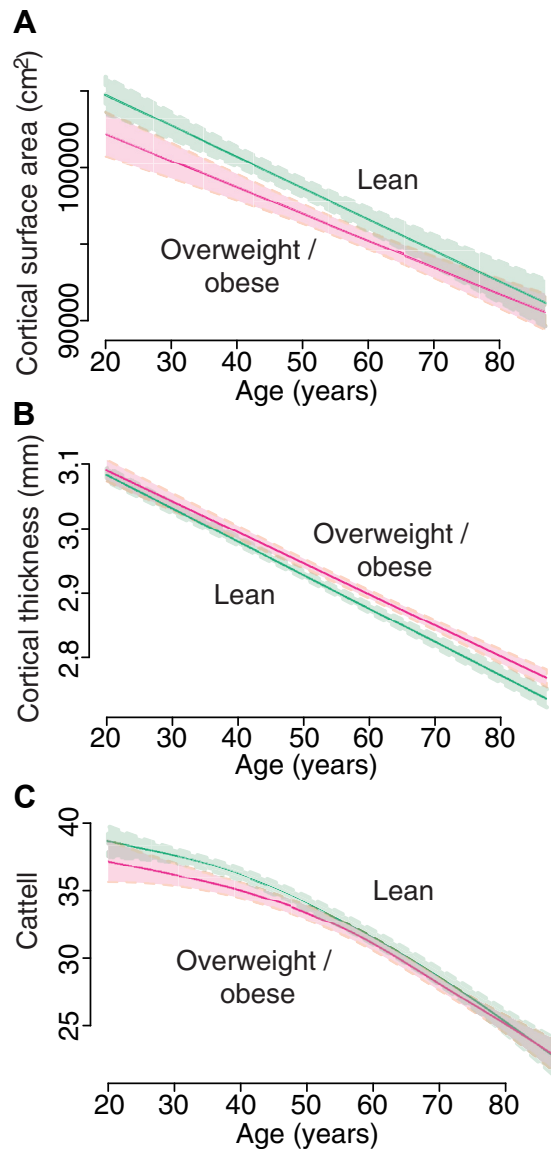 A
Cortical surface area (cm²)
100000
90000
Lean
Overweight /
obese
20 30 40 50 60 70 80
Age (years)
B
Cortical thickness (mm)
3.1
3.0
2.9
2.8
Overweight /
obese
Lean
20 30 40 50 60 70 80
Age (years)
C
Cattell
40
35
30
25
Lean
Overweight /
obese
20 30 40 50 60 70 80
Age (years)